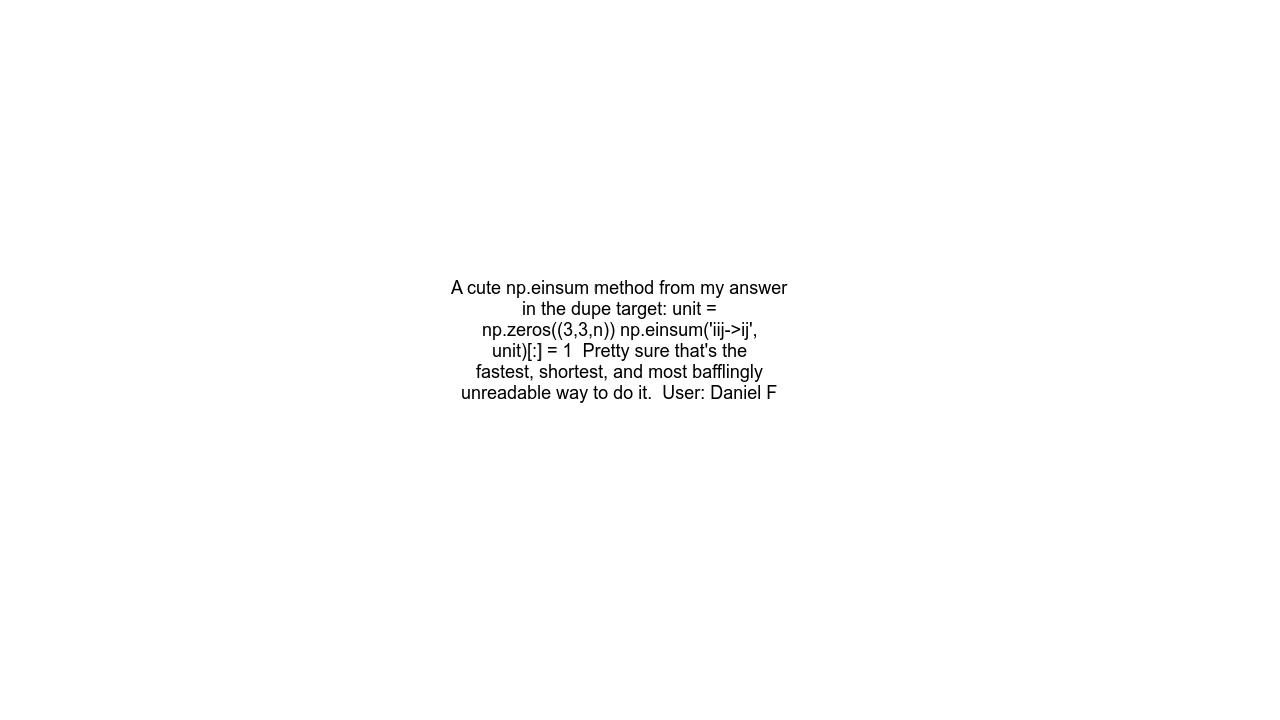 A cute np.einsum method from my answer
in the dupe target: unit =
np.zeros((3,3,n)) np.einsum('iij->ij',
unit)[:] = 1  Pretty sure that's the
fastest, shortest, and most bafflingly
unreadable way to do it.  User: Daniel F